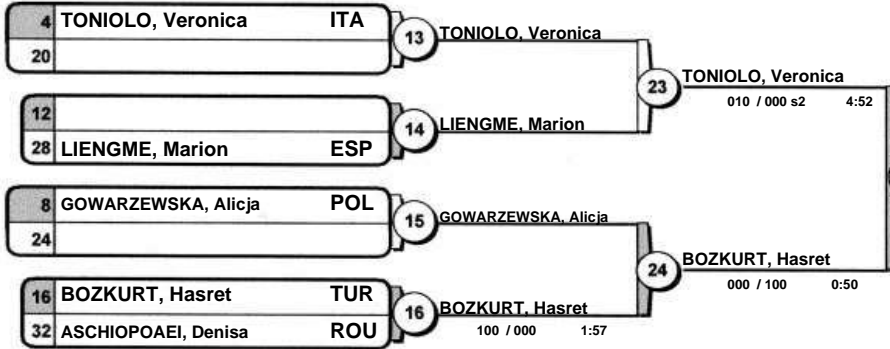 4 TONIOLO, Veronica ITA
20
13 TONIOLO, Veronica
12
28 LIENGME, Marion ESP
14 LIENGME, Marion
23 TONIOLO, Veronica
010 / 000 s2 4:52
8 GOWARZEWSKA, Alicja POL
24
15 GOWARZEWSKA, Alicja
16 BOZKURT, Hasret TUR
32 ASCHIOPOAEI, Denisa ROU
16 BOZKURT, Hasret
100 / 000 1:57
24 BOZKURT, Hasret
000 / 100 0:50